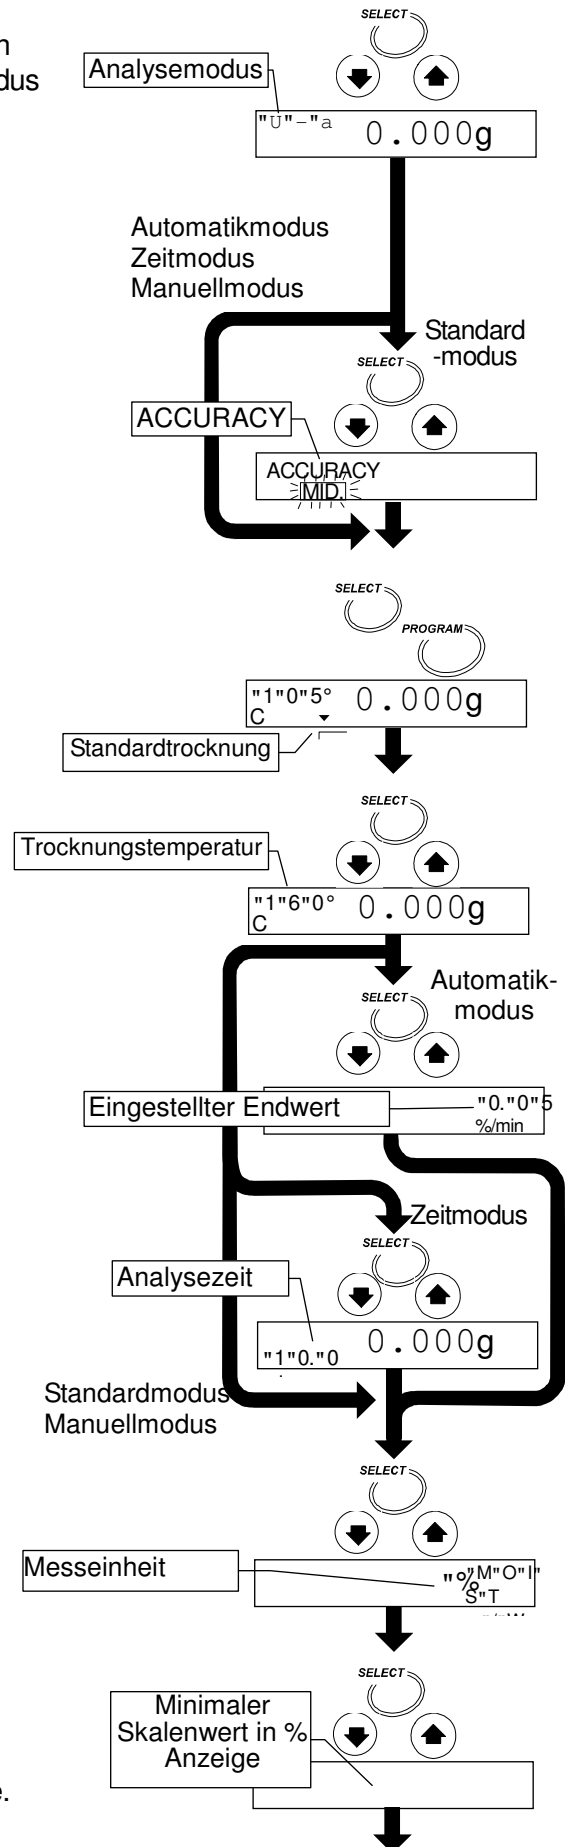 SELECT
n
dus
Analysemodus
"U"–"a 0.000g
Automatikmodus
Zeitmodus
Manuellmodus
Standard
-modus
SELECT
ACCURACY
ACCURACY
MID.
SELECT
PROGRAM
"1"0"5°
C
0.000g
Standardtrocknung
SELECT
Trocknungstemperatur
"1"6"0°
C
0.000g
Automatik-
modus
SELECT
Eingestellter Endwert
"0."0"5
%/min
Zeitmodus
SELECT
Analysezeit
0.000g
"1"0."0
Standardmodus
Manuellmodus
SELECT
Messeinheit
"%"M"O"I"
S"T
SELECT
Minimaler
Skalenwert in %
Anzeige
e.